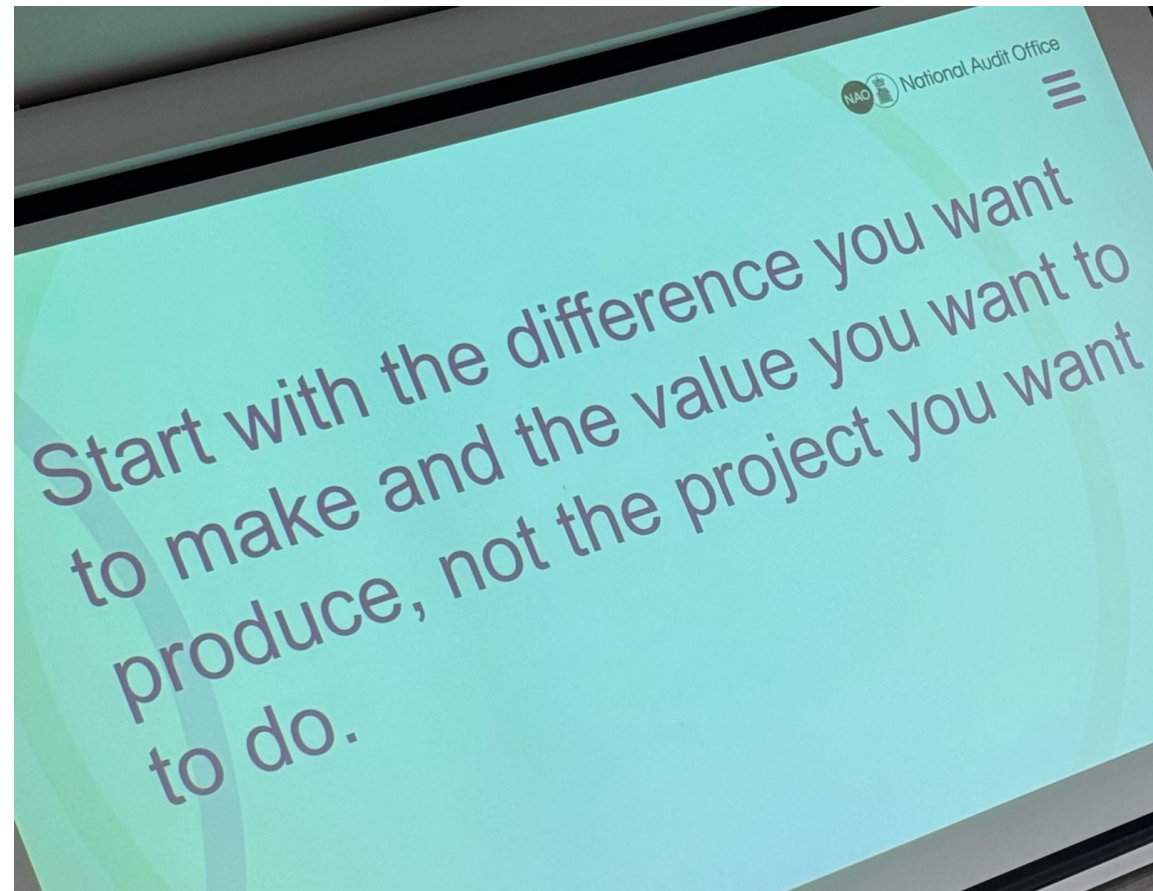 NAO National Audit Office
Start with the difference you want
to make and the value you want to
produce, not the project you want
to do.